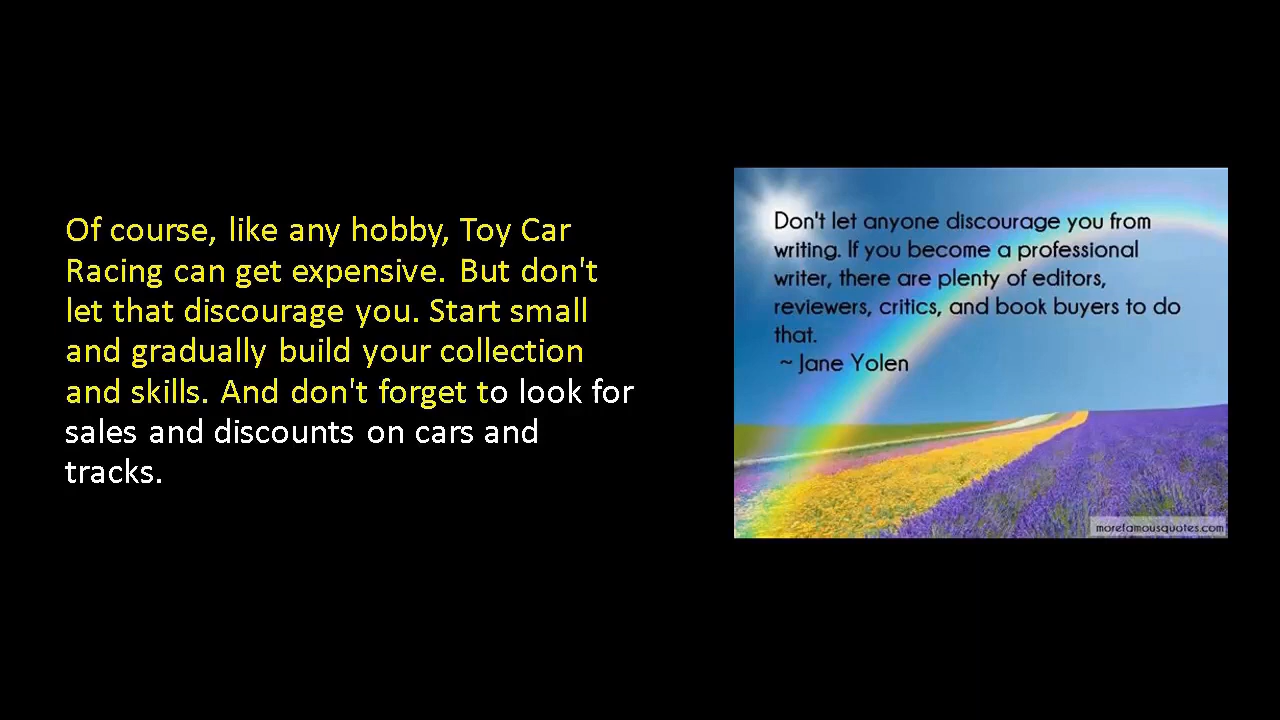 Of course, like any hobby, Toy Car
Racing can get expensive. But don't
let that discourage you. Start small
and gradually build your collection
and skills. And don't forget to look for
sales and discounts on cars and
tracks.
Don't let anyone discourage you from
writing. If you become a professional
writer, there are plenty of editors,
reviewers, critics, and book buyers to do
that.
~ Jane Yolen
morefamousquotes.com